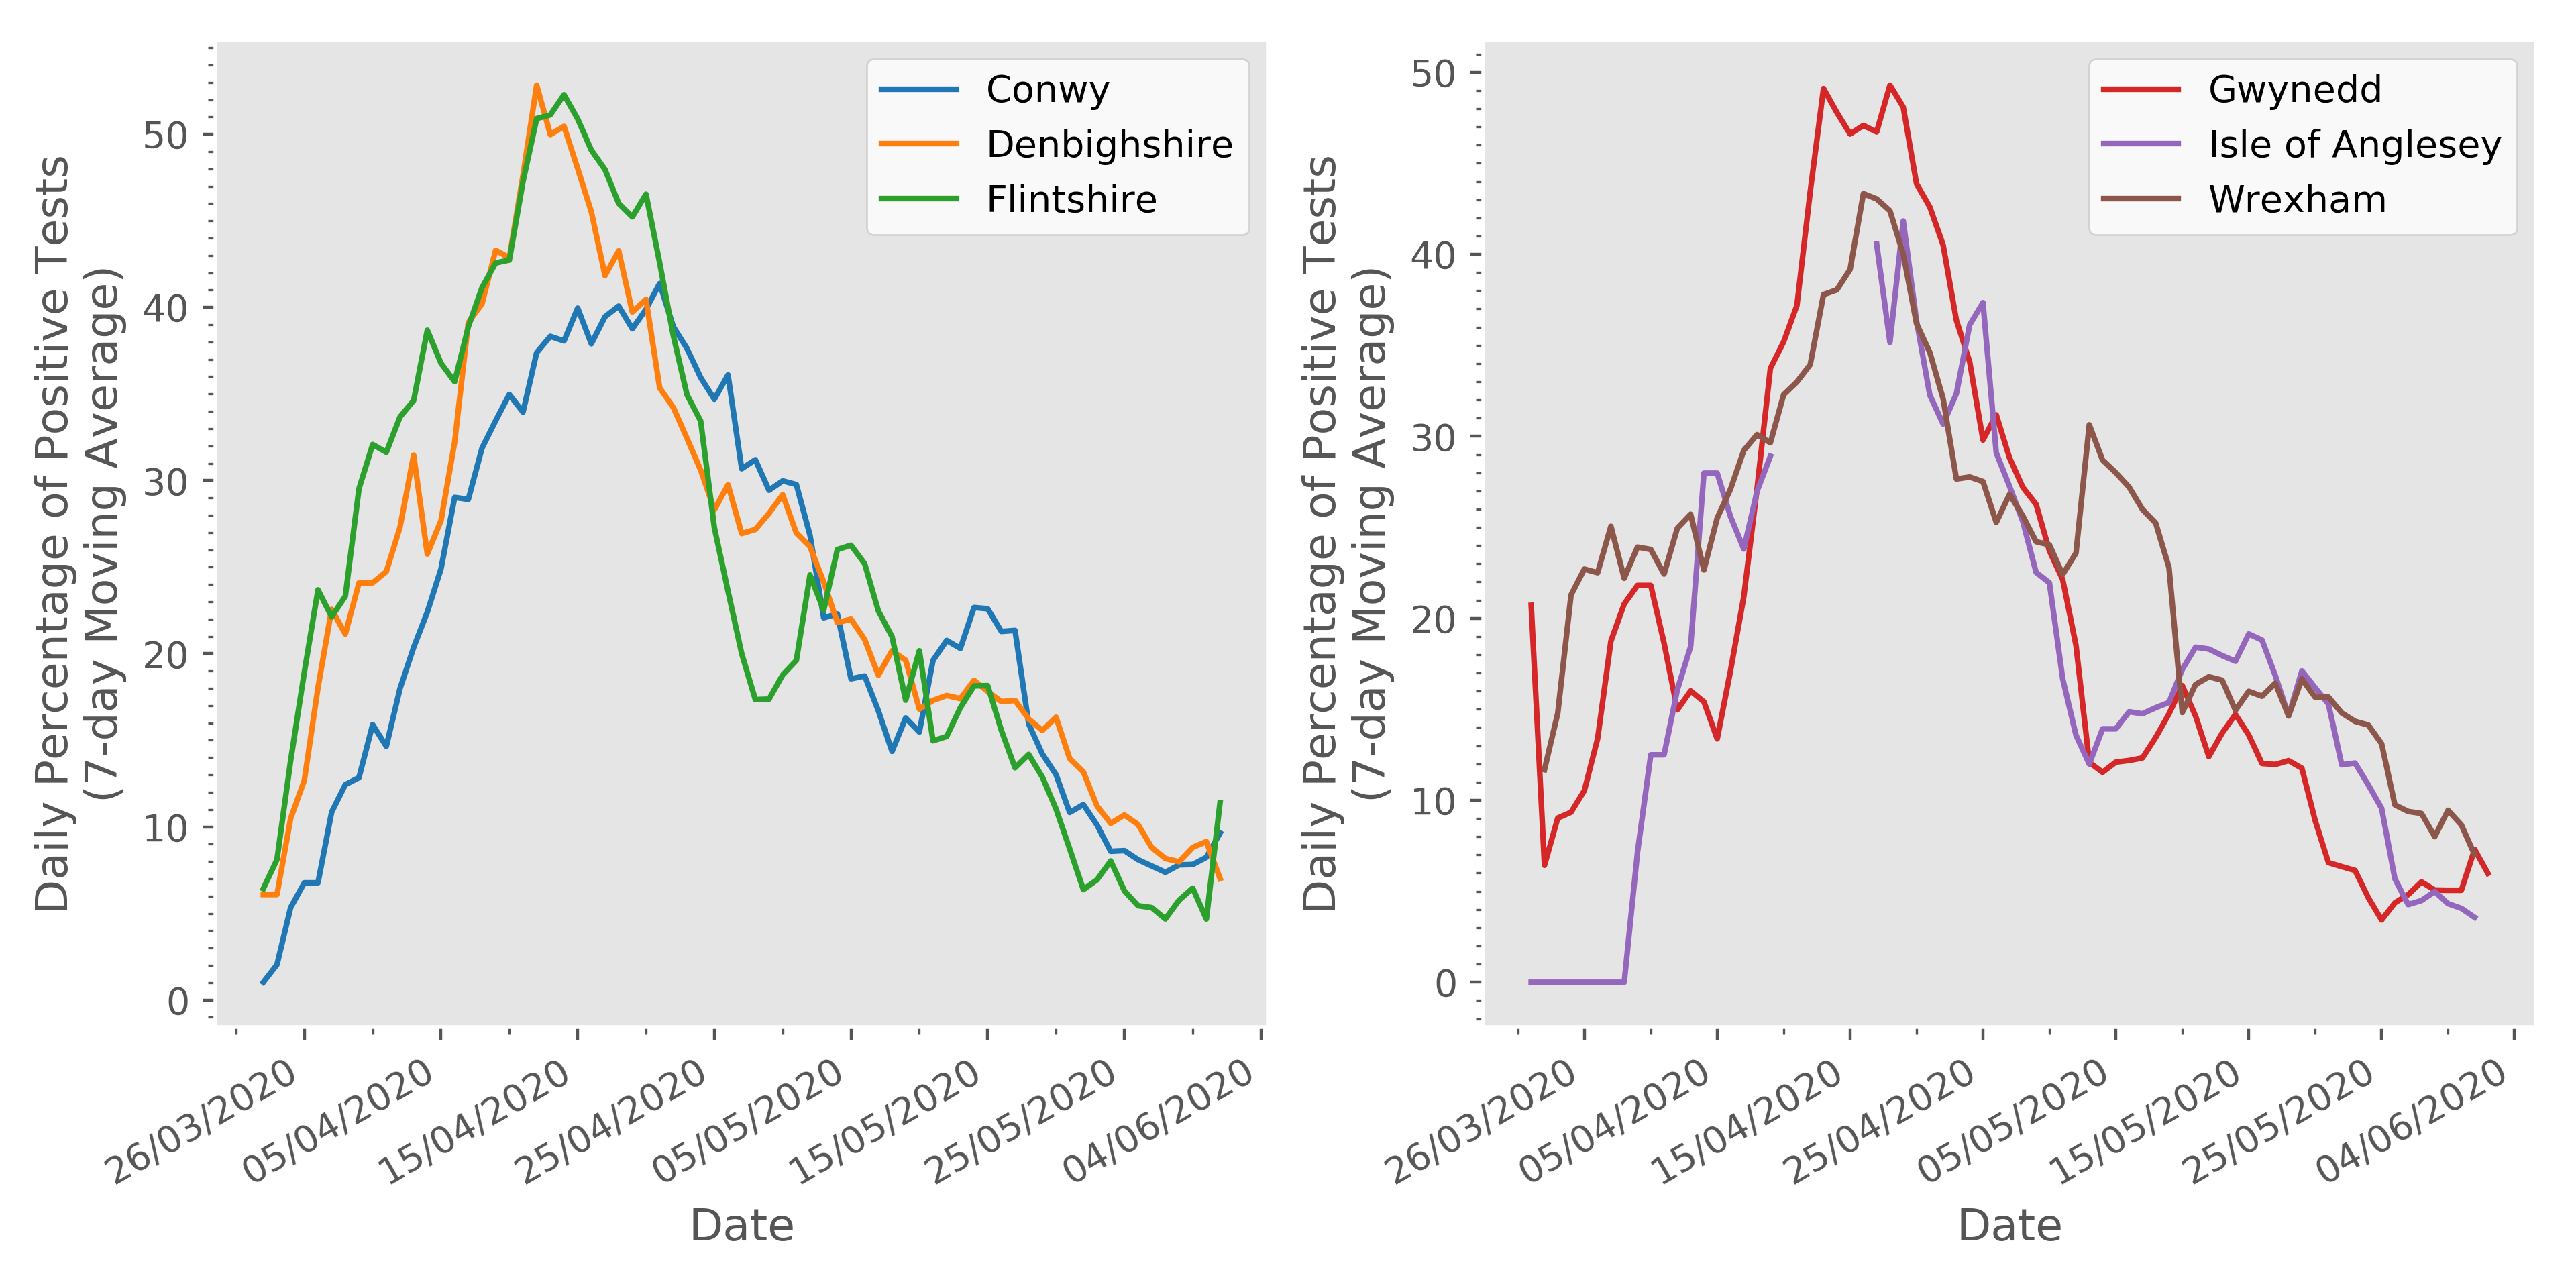 Daily Percentage of Positive Tests
(7-day Moving Average)
50
40
30
20
10
0
Conwy
Denbighshire
Flintshire
26/03/2020
05/04/2020
15/04/2020
25/04/2020
05/05/2020
15/05/2020
25/05/2020
04/06/2020
Date
Daily Percentage of Positive Tests
(7-day Moving Average)
50
40
30
20
10
0
Gwynedd
Isle of Anglesey
Wrexham
26/03/2020
05/04/2020
15/04/2020
25/04/2020
05/05/2020
15/05/2020
25/05/2020
04/06/2020
Date